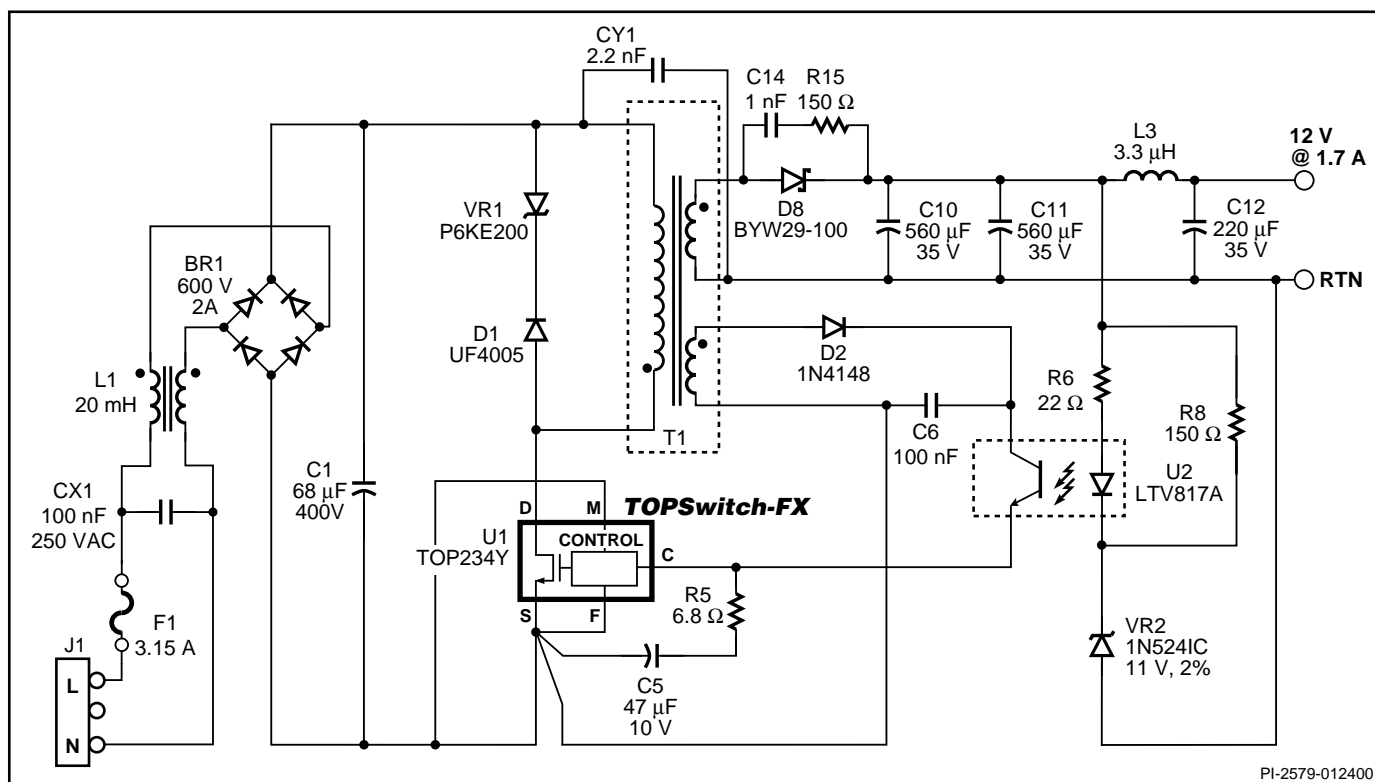 CY1
2.2 nF
C14
1 nF
R15
150 Ω
L3
3.3 µH
12 V
@ 1.7 A
VR1
P6KE200
D8
BYW29-100
C10
560 µF
35 V
C11
560 µF
35 V
C12
220 µF
35 V
BR1
600 V
2A
RTN
D1
UF4005
D2
1N4148
L1
20 mH
R6
22 Ω
R8
150 Ω
T1
C6
100 nF
U2
LTV817A
C1
68 µF
400V
CX1
100 nF
250 VAC
TOPSwitch-FX
D
M
U1
TOP234Y
CONTROL
C
S
F
R5
6.8 Ω
F1
3.15 A
J1
L
N
C5
47 µF
10 V
VR2
1N524IC
11 V, 2%
PI-2579-012400